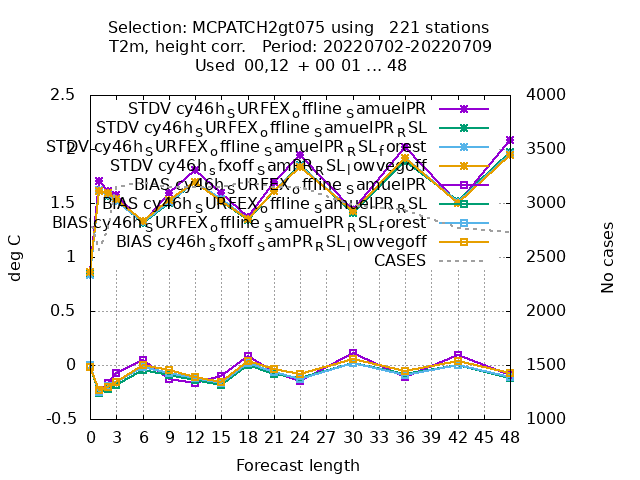 Selection: MCPATCH2gt075 using   221 stations
T2m, height corr.   Period: 20220702-20220709
Used  00,12  + 00 01 ... 48
2.5
2
1.5
1
0.5
0
-0.5
deg C
4000
3500
3000
2500
2000
1500
1000
No cases
STDV cy46h_SURFEX_offline_samuelPR
STDV cy46h_SURFEX_offline_samuelPR_RSL
STDV cy46h_SURFEX_offline_samuelPR_RSL_forest
STDV cy46h_sfxoff_samPR_RSL_lowvegoff
BIAS cy46h_SURFEX_offline_samuelPR
BIAS cy46h_SURFEX_offline_samuelPR_RSL
BIAS cy46h_SURFEX_offline_samuelPR_RSL_forest
BIAS cy46h_sfxoff_samPR_RSL_lowvegoff
CASES
0 3 6 9 12 15 18 21 24 27 30 33 36 39 42 45 48
Forecast length